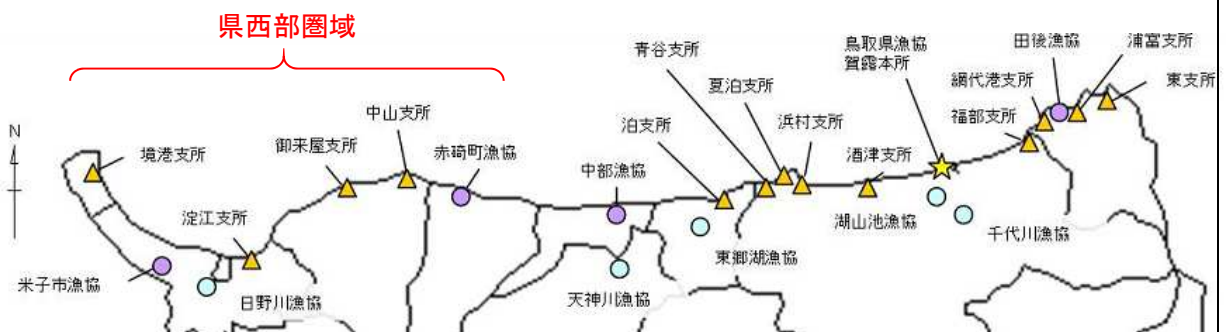 県西部圏域
N
境港支所
御来屋支所
中山支所
赤碕町漁協
淀江支所
米子市漁協
日野川漁協
中部漁協
天神川漁協
泊支所
東郷湖漁協
青谷支所
夏泊支所
浜村支所
酒津支所
湖山池漁協
鳥取県漁協
賀露本所
千代川漁協
福部支所
網代港支所
田後漁協
浦富支所
東支所